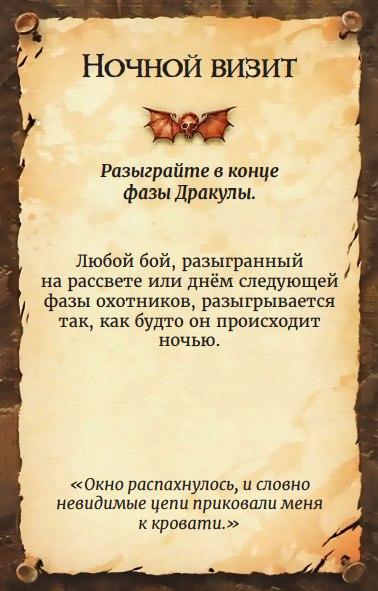 Ночной визит
Разыграйте в конце
фазы Дракулы.
Любой бой, разыгранный
на рассвете или днём следующей
фазы охотников, разыгрывается
так, как будто он происходит
ночью.
«Окно распахнулось, и словно
невидимые цепи приковали меня
к кровати.»